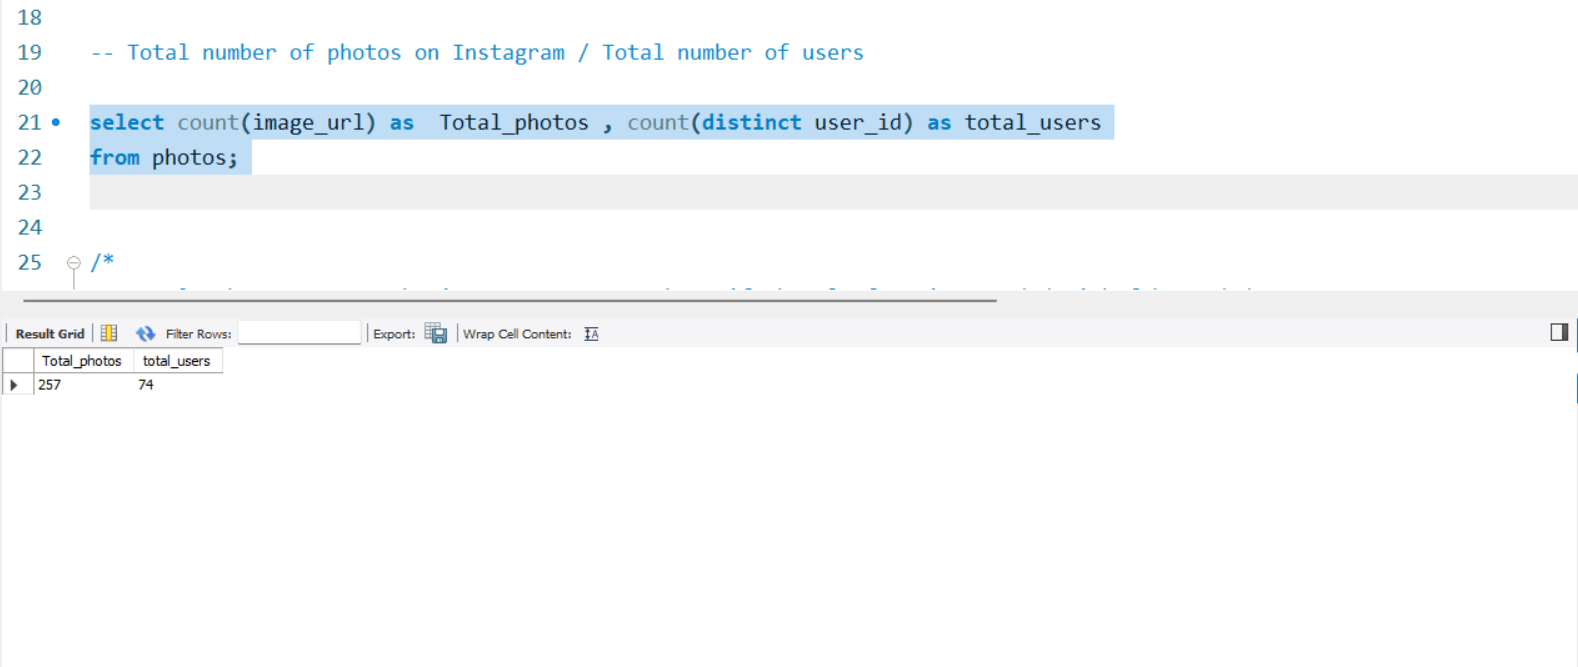 18
19 -- Total number of photos on Instagram / Total number of users
20
21 select count(image_url) as  Total_photos , count(distinct user_id) as total_users
22 from photos;
23
24
25 /*
Result Grid Filter Rows: Export: Wrap Cell Content:
Total_photos total_users
257 74